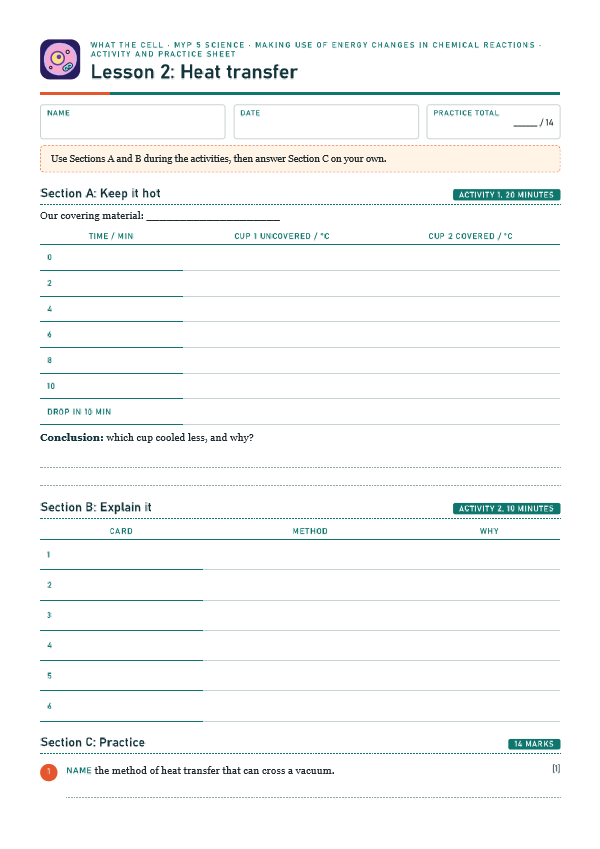 WHAT THE CELL · MYP 5 SCIENCE · MAKING USE OF ENERGY CHANGES IN CHEMICAL REACTIONS ·
ACTIVITY AND PRACTICE SHEET
Lesson 2: Heat transfer
NAME
DATE
PRACTICE TOTAL
_____ / 14
Use Sections A and B during the activities, then answer Section C on your own.
Section A: Keep it hot
ACTIVITY 1, 20 MINUTES
Our covering material: ____________________
TIME / MIN CUP 1 UNCOVERED / °C CUP 2 COVERED / °C
0
2
4
6
8
10
DROP IN 10 MIN
Conclusion: which cup cooled less, and why?
Section B: Explain it
ACTIVITY 2, 10 MINUTES
CARD METHOD WHY
1
2
3
4
5
6
Section C: Practice
14 MARKS
1 NAME the method of heat transfer that can cross a vacuum. [1]